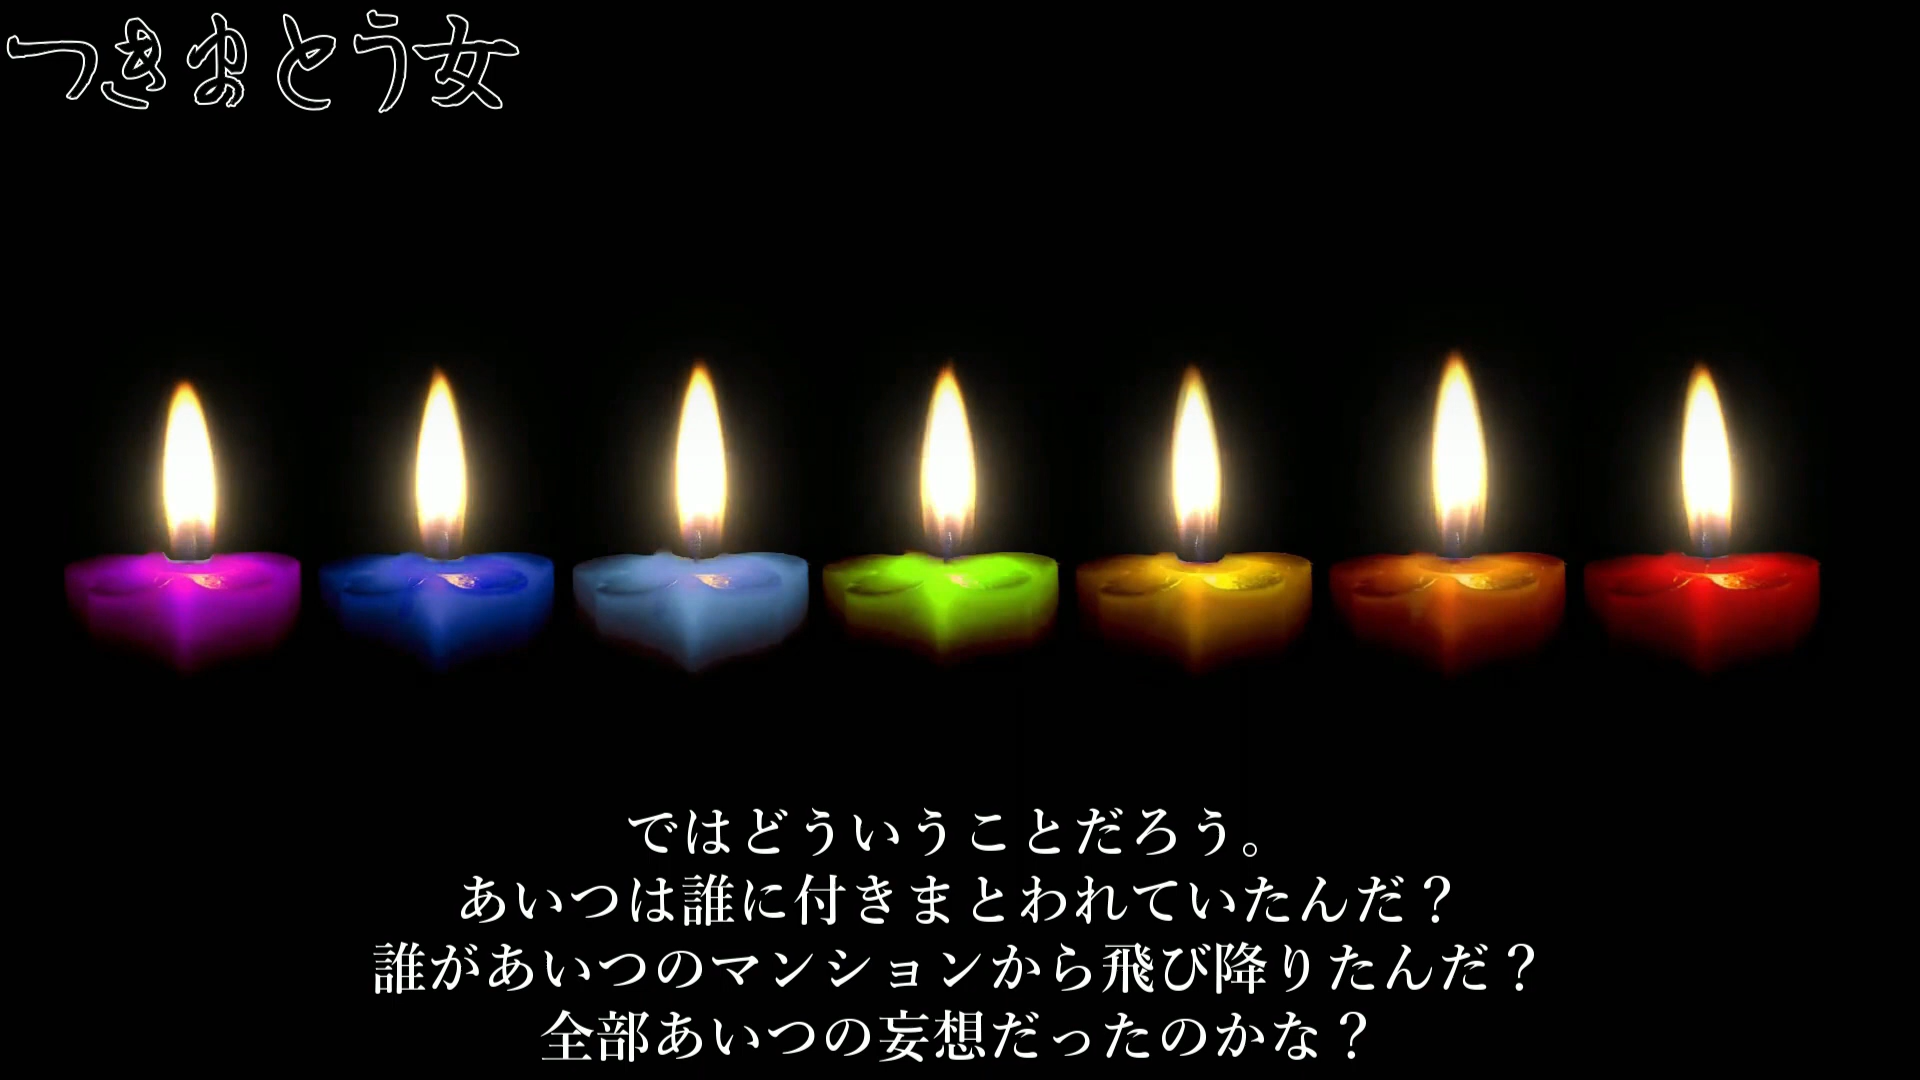 つきまとう女
ではどういうことだろう。
あいつは誰に付きまとわれていたんだ？
誰があいつのマンションから飛び降りたんだ？
全部あいつの妄想だったのかな？